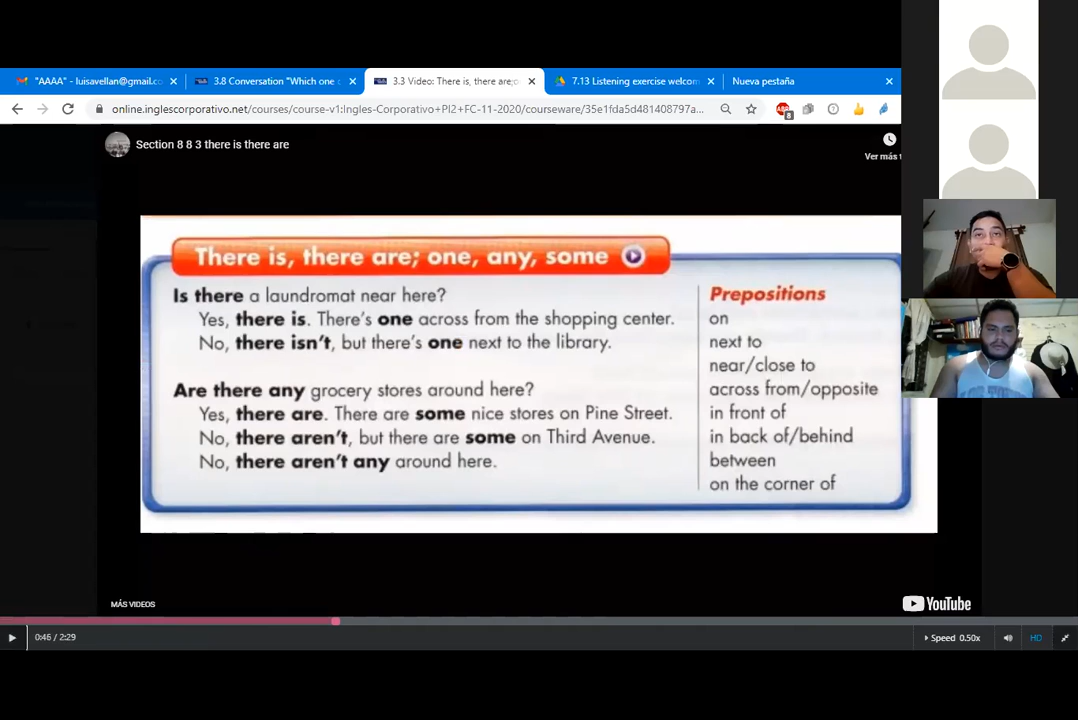 "AAAA" - luisavellan@gmail.co
3.8 Conversation "Which one
3.3 Video: There is, there are;o
7.13 Listening exercise welcom
Nueva pestaña
online.inglescorporativo.net/courses/course-v1:Ingles-Corporativo+PI2+FC-11-2020/courseware/35e1fda5d481408797a...
8
Section 8 8 3 there is there are
Ver más
There is, there are; one, any, some
Is there a laundromat near here?
Yes, there is. There's one across from the shopping center.
No, there isn't, but there's one next to the library.
Are there any grocery stores around here?
Yes, there are. There are some nice stores on Pine Street.
No, there aren't, but there are some on Third Avenue.
No, there aren't any around here.
Prepositions
on
next to
near/close to
across from/opposite
in front of
in back of/behind
between
on the corner of
MÁS VIDEOS
YouTube
0:46 / 2:29
Speed 0.50x
HD